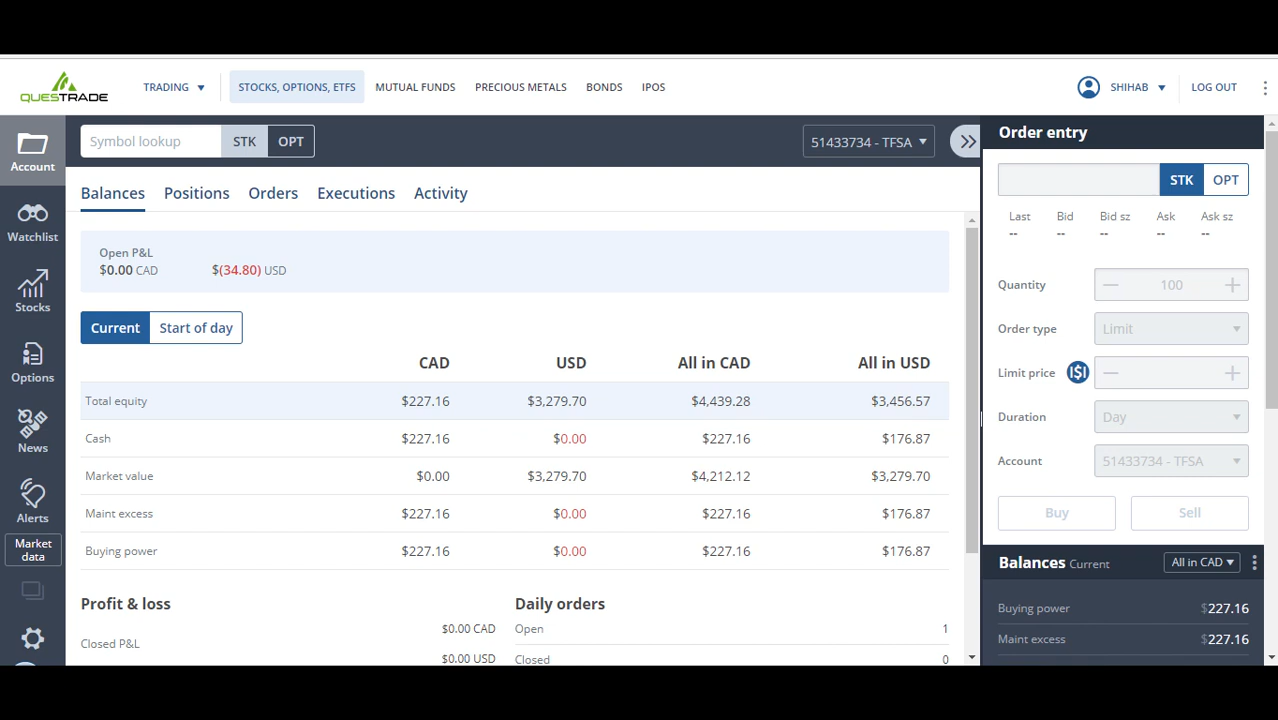 QUESTRADE
TRADING
STOCKS, OPTIONS, ETFS
MUTUAL FUNDS
PRECIOUS METALS
BONDS
IPOS
SHIHAB
LOG OUT
Account
Watchlist
Stocks
Options
News
Alerts
Market
data
Symbol lookup STK OPT
51433734 - TFSA
Balances Positions Orders Executions Activity
Open P&L
$0.00 CAD $(34.80) USD
Current Start of day
CAD USD All in CAD All in USD
Total equity $227.16 $3,279.70 $4,439.28 $3,456.57
Cash $227.16 $0.00 $227.16 $176.87
Market value $0.00 $3,279.70 $4,212.12 $3,279.70
Maint excess $227.16 $0.00 $227.16 $176.87
Buying power $227.16 $0.00 $227.16 $176.87
Profit & loss
$0.00 CAD
Closed P&L
$0.00 USD
Daily orders
Open 1
Closed 0
Order entry
STK OPT
Last Bid Bid sz Ask Ask sz
-- -- -- -- --
Quantity 100
Order type Limit
Limit price
Duration Day
Account 51433734 - TFSA
Buy Sell
Balances Current All in CAD
Buying power $227.16
Maint excess $227.16